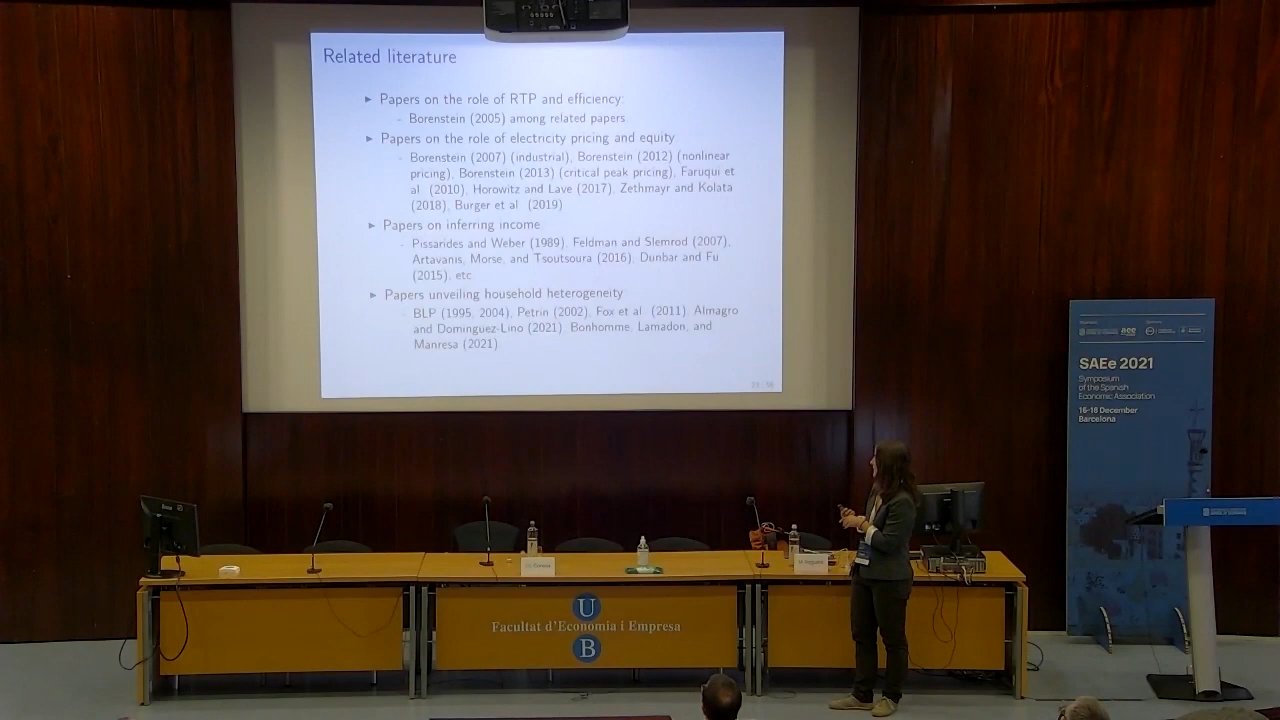 Related literature
Papers on the role of RTP and efficiency:
- Borenstein (2005) among related papers
Papers on the role of electricity pricing and equity
- Borenstein (2007) (industrial), Borenstein (2012) (nonlinear
pricing), Borenstein (2013) (critical peak pricing), Faruqui et
al (2010), Horowitz and Lave (2017), Zethmayr and Kolata
(2018), Burger et al (2019)
Papers on inferring income
- Pissarides and Weber (1989), Feldman and Slemrod (2007),
Artavanis, Morse, and Tsoutsoura (2016), Dunbar and Fu
(2015), etc
Papers unveiling household heterogeneity
BLP (1995, 2004), Petrin (2002), Fox et al (2011), Almagro
and Dominguez-Lino (2021) Bonhomme, Lamadon, and
Manresa (2021)
aee
SAEe 2021
Symposium
of the Spanish
Economic Association
16-18 December
Barcelona
U
Facultat d'Economia i Empresa
B